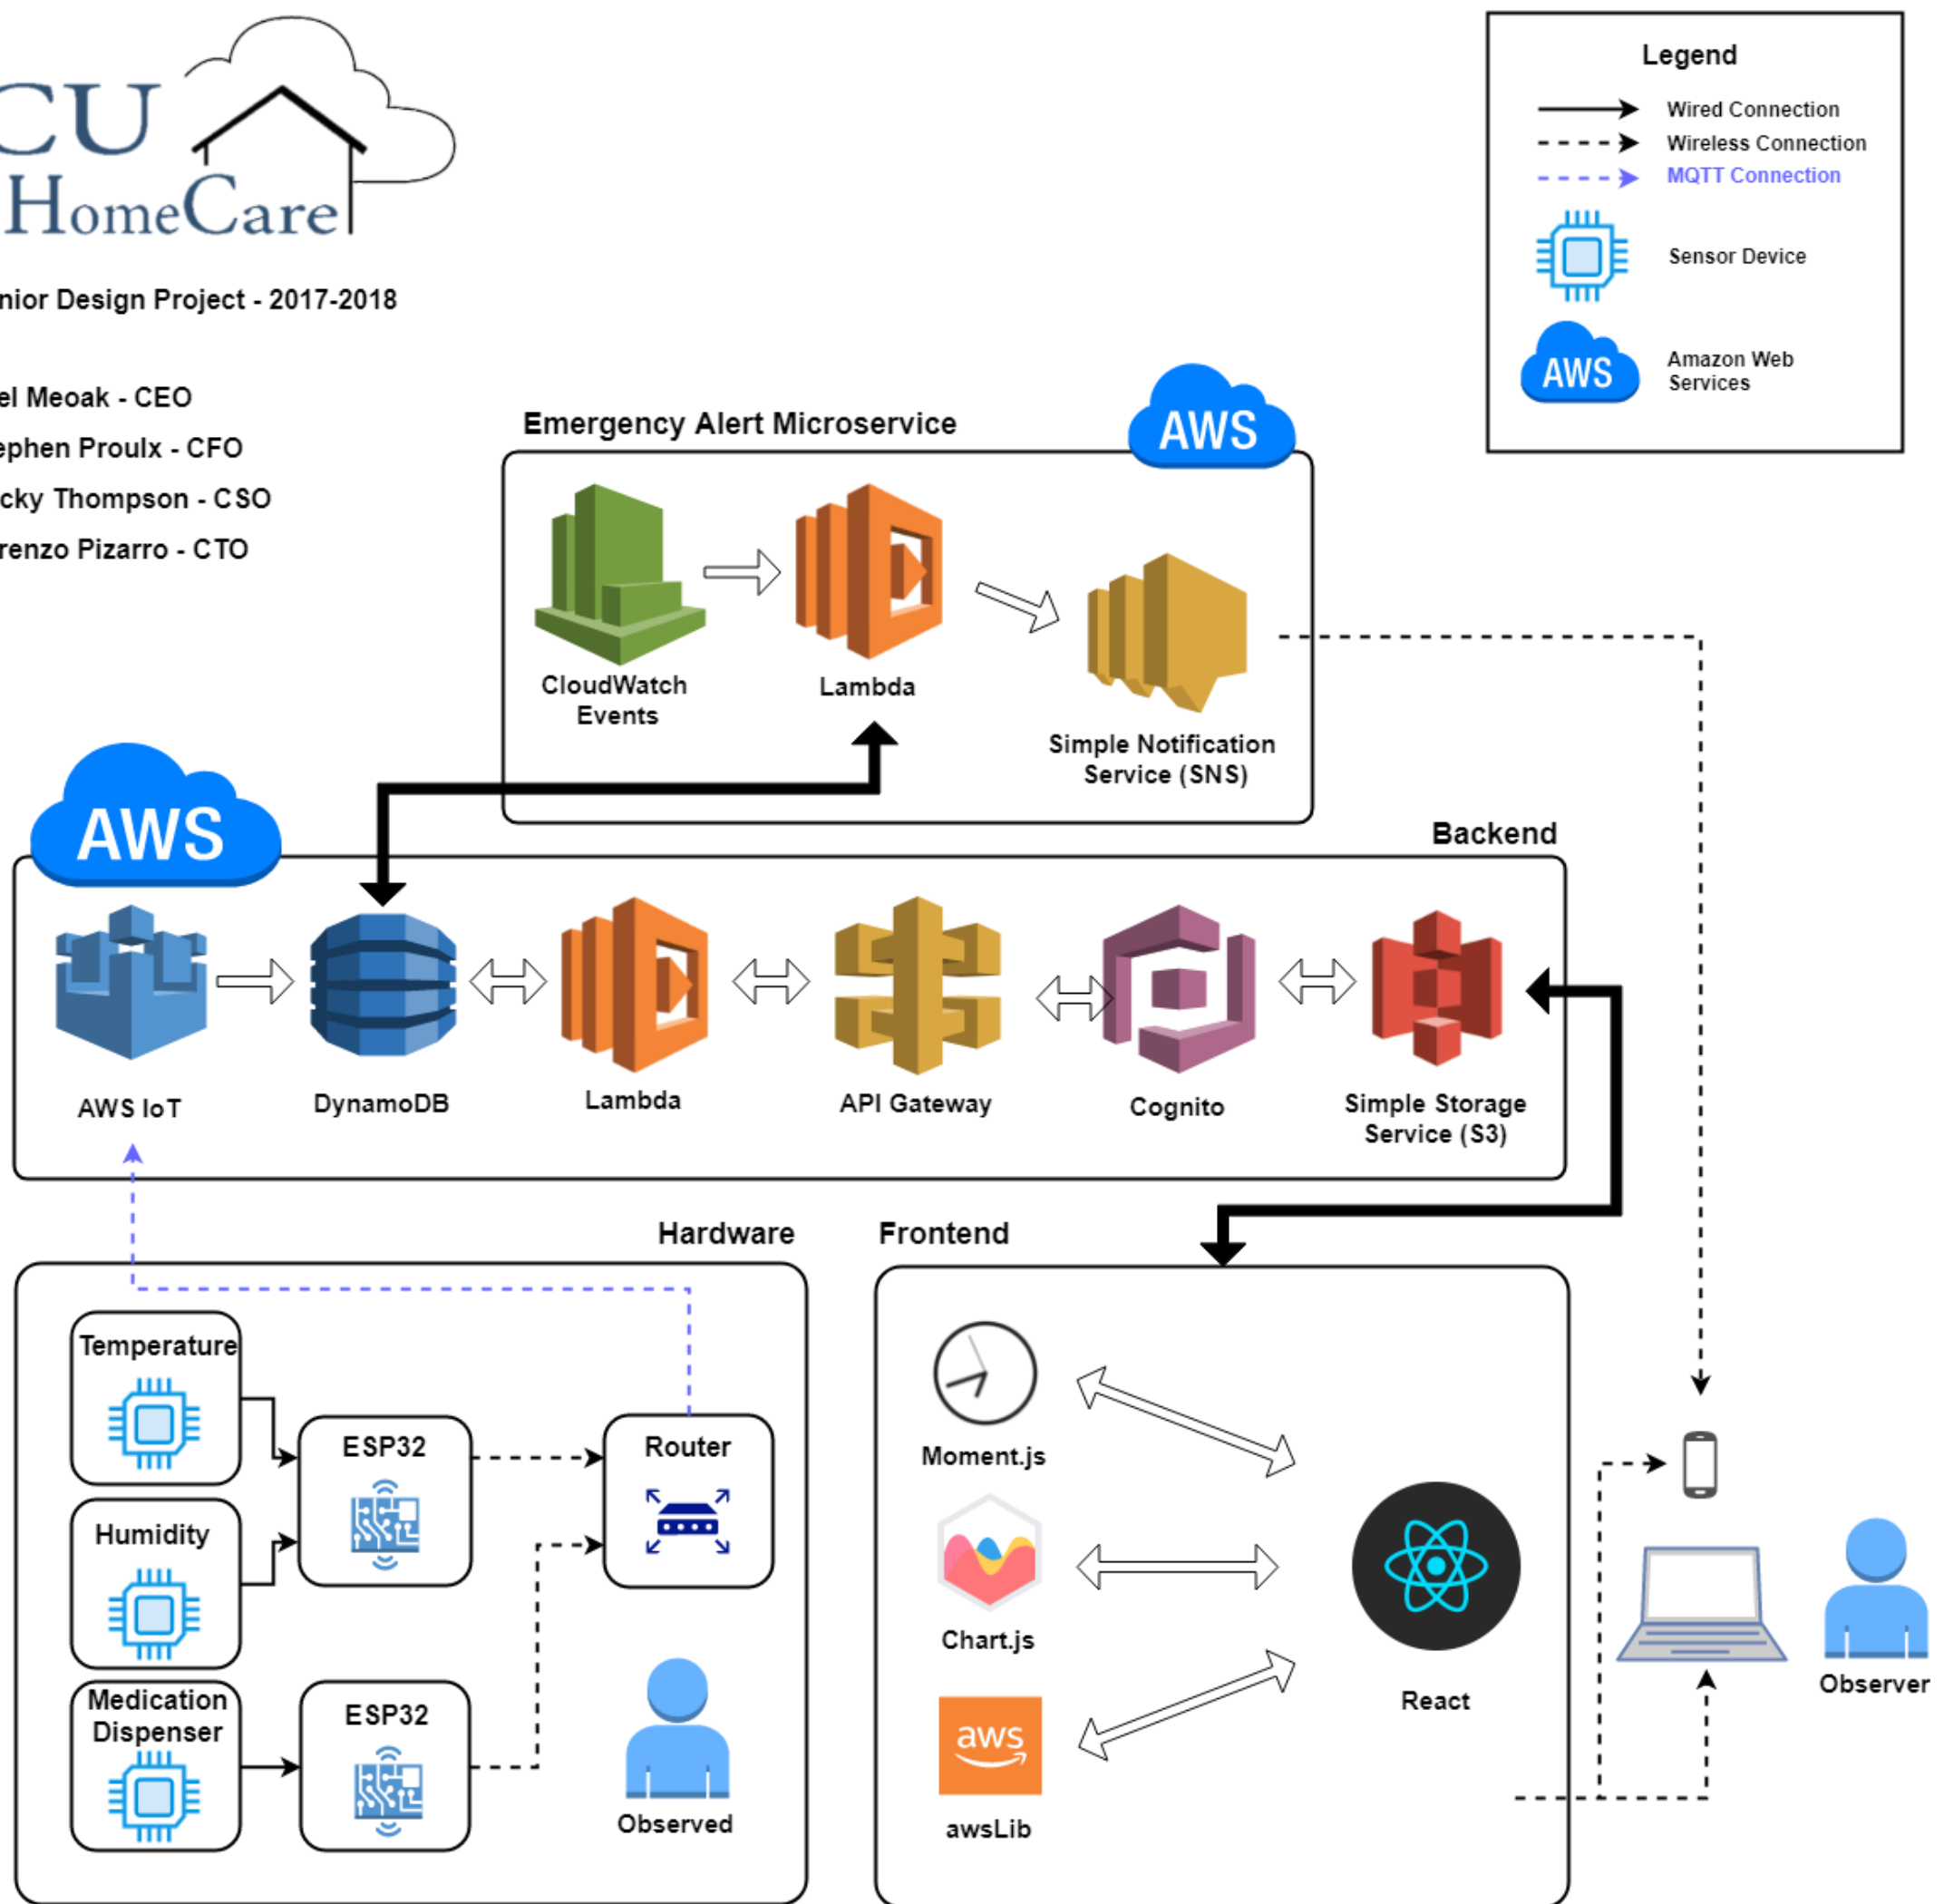 CU
HomeCare
nior Design Project - 2017-2018
el Meoak - CEO
ephen Proulx - CFO
cky Thompson - CSO
renzo Pizarro - CTO
Legend
Wired Connection
Wireless Connection
MQTT Connection
Sensor Device
AWS
Amazon Web
Services
Emergency Alert Microservice
AWS
CloudWatch
Events
Lambda
Simple Notification
Service (SNS)
AWS
Backend
AWS IoT
DynamoDB
Lambda
API Gateway
Cognito
Simple Storage
Service (S3)
Hardware
Temperature
Humidity
Medication
Dispenser
ESP32
ESP32
Router
Observed
Frontend
Moment.js
Chart.js
aws
awsLib
React
Observer